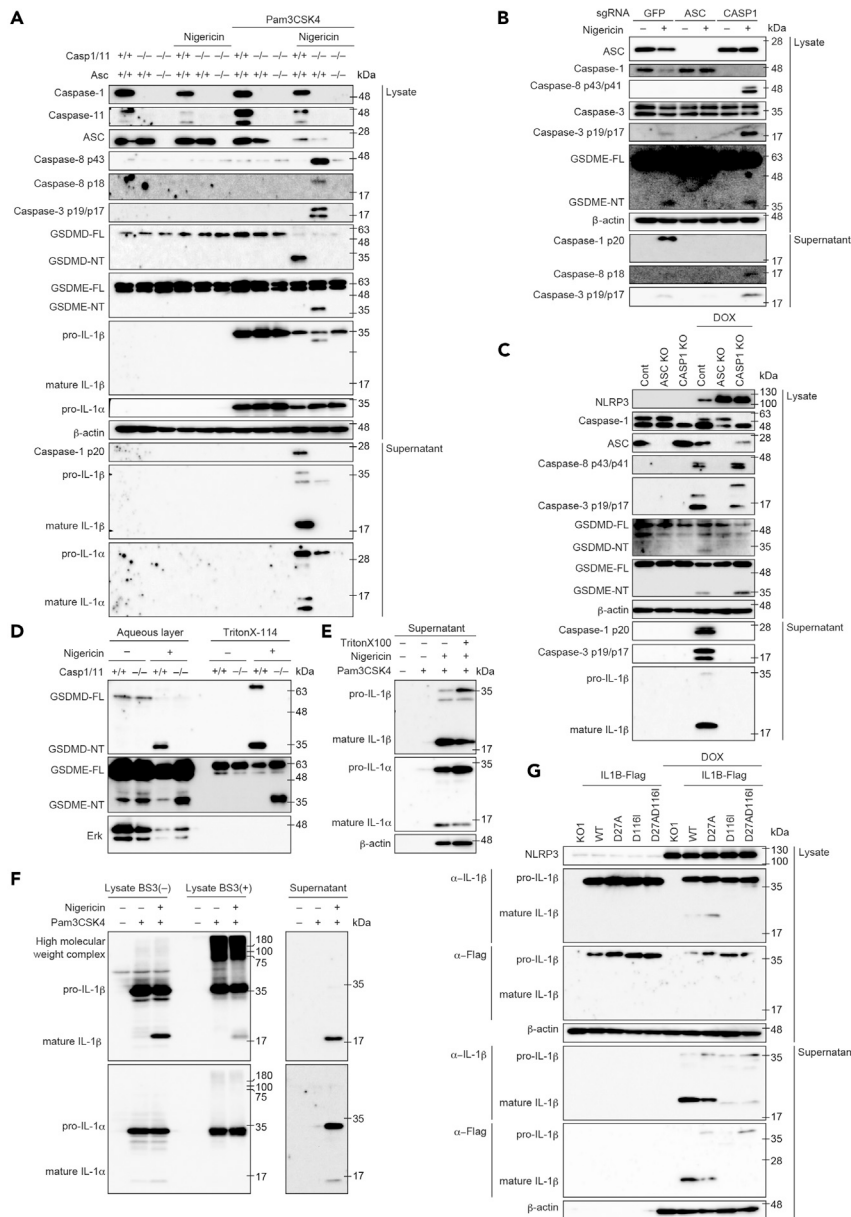 A
Pam3CSK4
Nigericin Nigericin
Casp1/11 +/+ −/− −/− +/+ −/− −/− +/+ −/− −/− +/+ −/− −/−
Asc +/+ +/+ −/− +/+ +/+ −/− +/+ +/+ −/− +/+ +/+ −/− kDa
Caspase-1 48 Lysate
Caspase-11 48
ASC 28
Caspase-8 p43 48
Caspase-8 p18 17
Caspase-3 p19/p17 17
GSDMD-FL 63
48
GSDMD-NT 35
GSDME-FL 63
48
GSDME-NT 35
pro-IL-1β 35
mature IL-1β 17
pro-IL-1α 35
β-actin 48
Caspase-1 p20 28 Supernatant
pro-IL-1β 35
mature IL-1β 17
pro-IL-1α 28
mature IL-1α 17
B
sgRNA GFP ASC CASP1
Nigericin − + − + − + kDa
ASC 28 Lysate
Caspase-1 48
Caspase-8 p43/p41 48
Caspase-3 35
Caspase-3 p19/p17 17
GSDME-FL 63
48
GSDME-NT 35
β-actin 48
Caspase-1 p20 Supernatant
17
Caspase-8 p18 17
Caspase-3 p19/p17 17
C
DOX
Cont ASC KO CASP1 KO Cont ASC KO CASP1 KO kDa
NLRP3 130 Lysate
100
Caspase-1 63
48
ASC 28
Caspase-8 p43/p41 48
Caspase-3 p19/p17 17
GSDMD-FL 48
GSDMD-NT 35
GSDME-FL 48
GSDME-NT 35
β-actin 48
Caspase-1 p20 28 Supernatant
Caspase-3 p19/p17 17
pro-IL-1β 35
mature IL-1β 17
D
Aqueous layer TritonX-114
Nigericin − + − +
Casp1/11 +/+ −/− +/+ −/− +/+ −/− +/+ −/− kDa
GSDMD-FL 63
48
GSDMD-NT 35
GSDME-FL 63
48
GSDME-NT 35
Erk 48
E
Supernatant
TritonX100 − − − +
Nigericin − − + +
Pam3CSK4 − + + + kDa
pro-IL-1β 35
mature IL-1β 17
pro-IL-1α 35
mature IL-1α 17
β-actin 48
F
Lysate BS3(−) Lysate BS3(+) Supernatant
Nigericin − − + − − + − − +
Pam3CSK4 − + + − + + − + + kDa
High molecular 180
weight complex 100
75
pro-IL-1β 35 35
mature IL-1β 17 17
180
100
75
pro-IL-1α 35 35
mature IL-1α 17 17
G
DOX
IL1B-Flag IL1B-Flag
KO1 WT D27A D116I D27AD116I KO1 WT D27A D116I D27AD116I kDa
NLRP3 130 Lysate
100
α-IL-1β pro-IL-1β 35
mature IL-1β 17
α-Flag pro-IL-1β 35
mature IL-1β 17
β-actin 48
α-IL-1β pro-IL-1β 35 Supernatant
28
mature IL-1β 17
α-Flag pro-IL-1β 35
28
mature IL-1β 17
β-actin 48